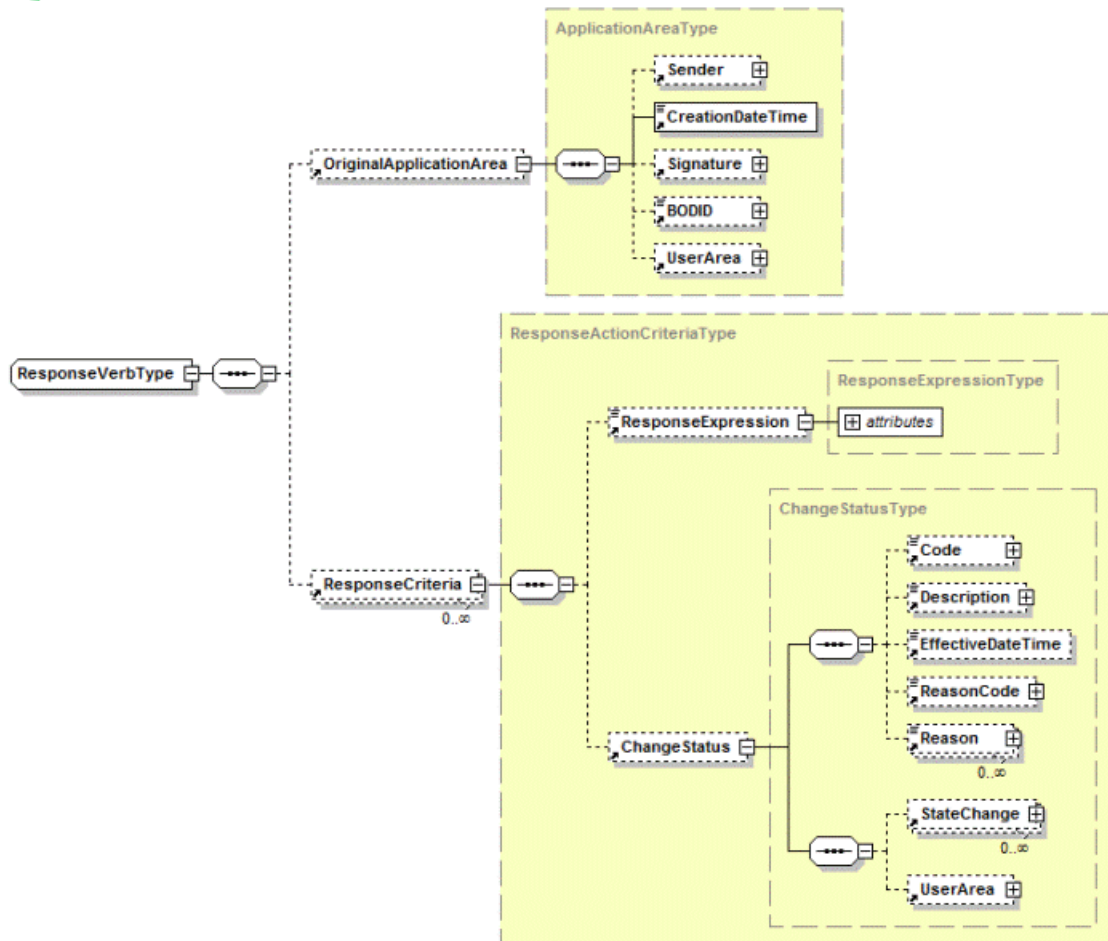 ApplicationAreaType
Sender
CreationDateTime
OriginalApplicationArea
Signature
BODID
UserArea
ResponseActionCriteriaType
ResponseVerbType
ResponseExpressionType
ResponseExpression
attributes
ChangeStatusType
Code
ResponseCriteria
0..∞
Description
EffectiveDateTime
ReasonCode
ChangeStatus
Reason
0..∞
StateChange
0..∞
UserArea